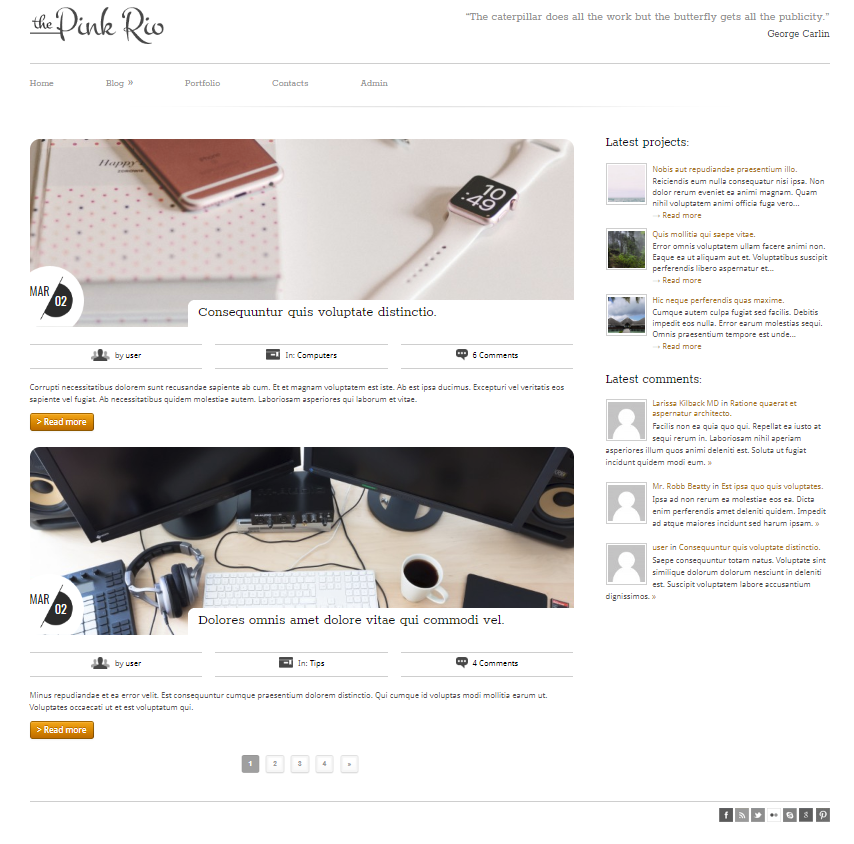 the Pink Rio
“The caterpillar does all the work but the butterfly gets all the publicity.”
George Carlin
Home
Blog »
Portfolio
Contacts
Admin
Happy
10
49
MAR
02
Consequuntur quis voluptate distinctio.
by user
In: Computers
6 Comments
Corrupti necessitatibus dolorem sunt recusandae sapiente ab cum. Et et magnam voluptatem est iste. Ab est ipsa ducimus. Excepturi vel veritatis eos
sapiente vel fugiat. Ab necessitatibus quidem molestiae autem. Laboriosam asperiores qui laborum et vitae.
> Read more
MAR
02
Dolores omnis amet dolore vitae qui commodi vel.
by user
In: Tips
4 Comments
Minus repudiandae et ea error velit. Est consequuntur cumque praesentium dolorem distinctio. Qui cumque id voluptas modi mollitia earum ut.
Voluptates occaecati ut et est voluptatum qui.
> Read more
1
2
3
4
»
Latest projects:
Nobis aut repudiandae praesentium illo.
Reiciendis eum nulla consequatur nisi ipsa. Non
dolor rerum eveniet ea animi magnam. Quam
nihil voluptatem animi officia fuga vero...
→ Read more
Quis mollitia qui saepe vitae.
Error omnis voluptatem ullam facere animi non.
Eaque ea ut aliquam aut et. Voluptatibus suscipit
perferendis libero aspernatur et...
→ Read more
Hic neque perferendis quas maxime.
Cumque autem culpa fugiat sed facilis. Debitis
impedit eos nulla. Error earum molestias sequi.
Omnis praesentium tempore est unde...
→ Read more
Latest comments:
Larissa Kilback MD in Ratione quaerat et
aspernatur architecto.
Facilis non ea quia quo qui. Repellat ea iusto at
sequi rerum in. Laboriosam nihil aperiam
asperiores illum quos animi deleniti est. Soluta ut fugiat
incidunt quidem modi eum. »
Mr. Robb Beatty in Est ipsa quo quis voluptates.
Ipsa ad non rerum ea molestiae eos ea. Dicta
enim perferendis amet deleniti quidem. Impedit
ad atque maiores incidunt sed harum ipsam. »
user in Consequuntur quis voluptate distinctio.
Saepe consequuntur totam natus. Voluptate sint
similique dolorum dolorum nesciunt in deleniti
est. Suscipit voluptatem labore accusantium
dignissimos. »